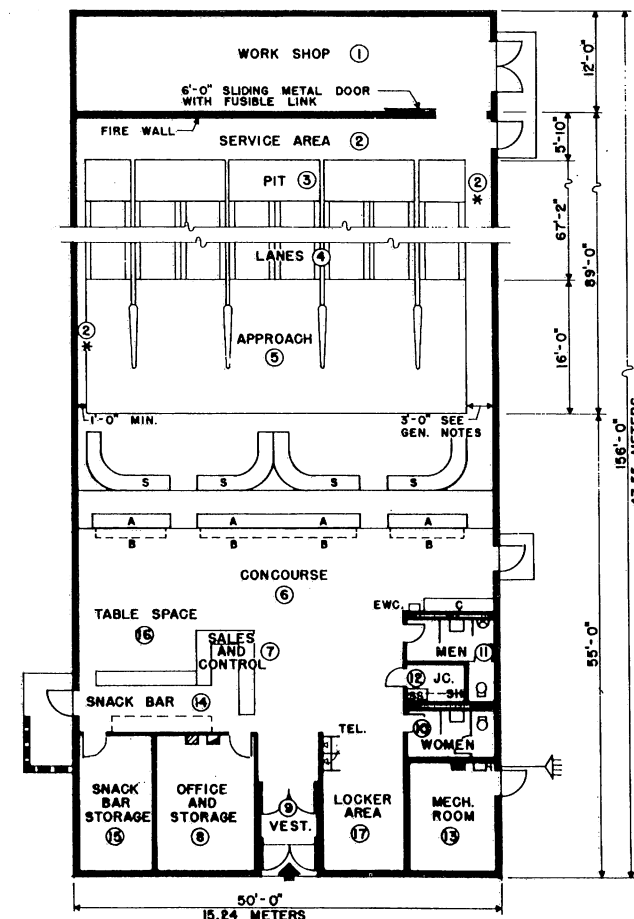 WORK SHOP 1
12'-0"
6'-0" SLIDING METAL DOOR
WITH FUSIBLE LINK
FIRE WALL
SERVICE AREA 2
5'-10"
PIT 3
2
*
67'-2"
LANES 4
89'-0"
2
*
APPROACH
5
16'-0"
1'-0" MIN.
3'-0" SEE
GEN. NOTES
156'-0"
S S S S
A A A A
B B B B
CONCOURSE
6
EWC. C
TABLE SPACE
16
SALES
AND
CONTROL
7
MEN 11
12 JC.
SS SH
55'-0"
SNACK BAR 14
10
WOMEN
TEL.
SNACK
BAR
STORAGE
15
OFFICE
AND
STORAGE
8
9
VEST.
LOCKER
AREA
17
MECH.
ROOM
13
50'-0"
15.24 METERS